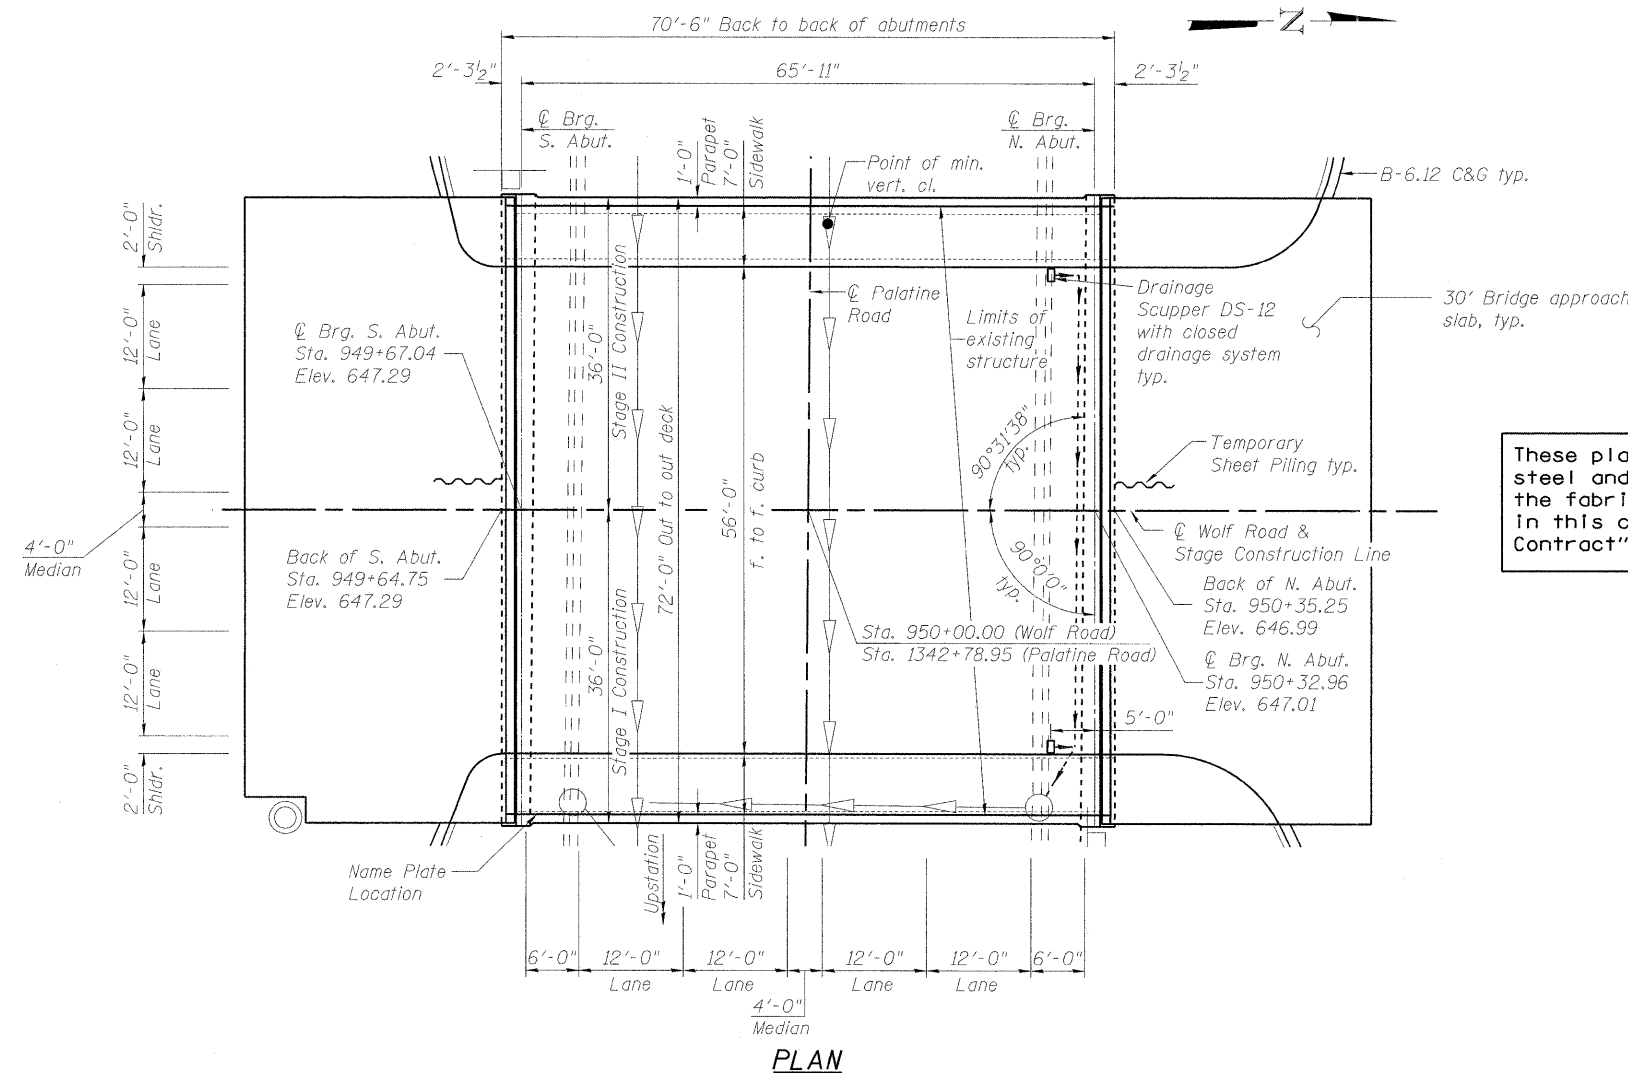 70'-6" Back to back of abutments
N
2'-3½"
65'-11"
2'-3½"
℄ Brg.
S. Abut.
1'-0"
Parapet
7'-0"
Sidewalk
℄ Brg.
N. Abut.
Point of min.
vert. cl.
B-6.12 C&G typ.
2'-0"
Shldr.
12'-0"
Lane
12'-0"
Lane
4'-0"
Median
12'-0"
Lane
12'-0"
Lane
2'-0"
Shldr.
℄ Brg. S. Abut.
Sta. 949+67.04
Elev. 647.29
Back of S. Abut.
Sta. 949+64.75
Elev. 647.29
36'-0"
Stage II Construction
36'-0"
Stage I Construction
72'-0" Out to out deck
56'-0"
f. to f. curb
℄ Palatine
Road
Limits of
existing
structure
90°31'38"
typ.
90°0'0"
typ.
Drainage
Scupper DS-12
with closed
drainage system
typ.
30' Bridge approach
slab, typ.
Temporary
Sheet Piling typ.
These pla
steel and
the fabri
in this c
Contract"
℄ Wolf Road &
Stage Construction Line
Back of N. Abut.
Sta. 950+35.25
Elev. 646.99
Sta. 950+00.00 (Wolf Road)
Sta. 1342+78.95 (Palatine Road)
℄ Brg. N. Abut.
Sta. 950+32.96
Elev. 647.01
5'-0"
Name Plate
Location
Upstation
1'-0"
Parapet
7'-0"
Sidewalk
6'-0"
12'-0"
Lane
12'-0"
Lane
4'-0"
Median
12'-0"
Lane
12'-0"
Lane
6'-0"
PLAN